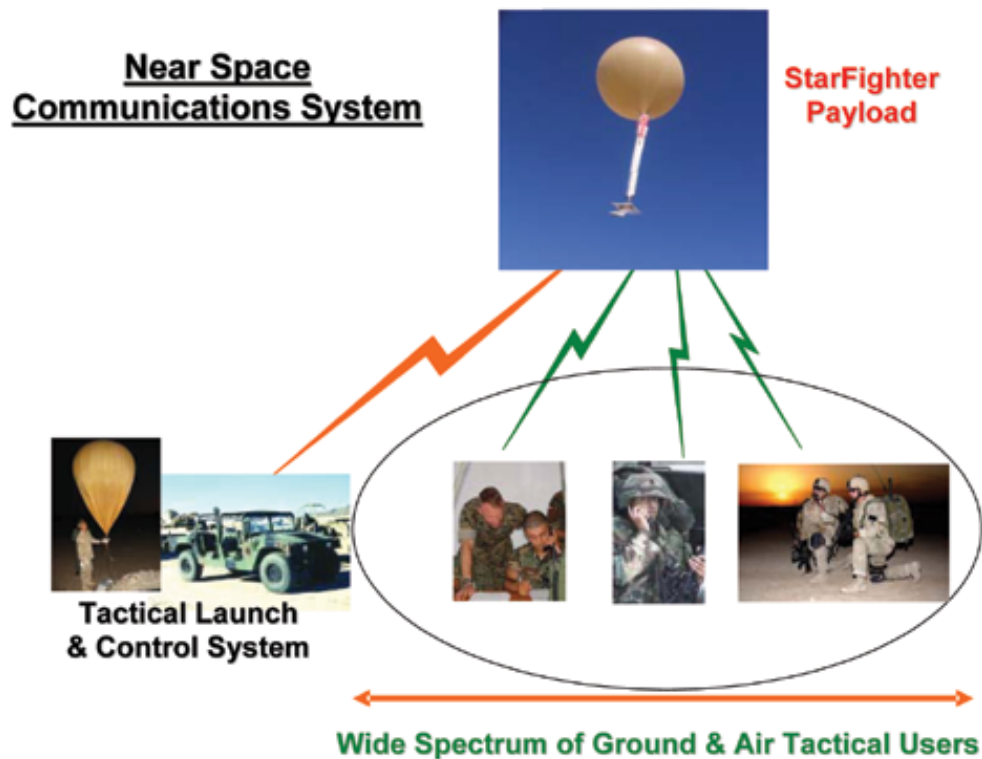 Near Space
Communications System
StarFighter
Payload
Tactical Launch
& Control System
Wide Spectrum of Ground & Air Tactical Users